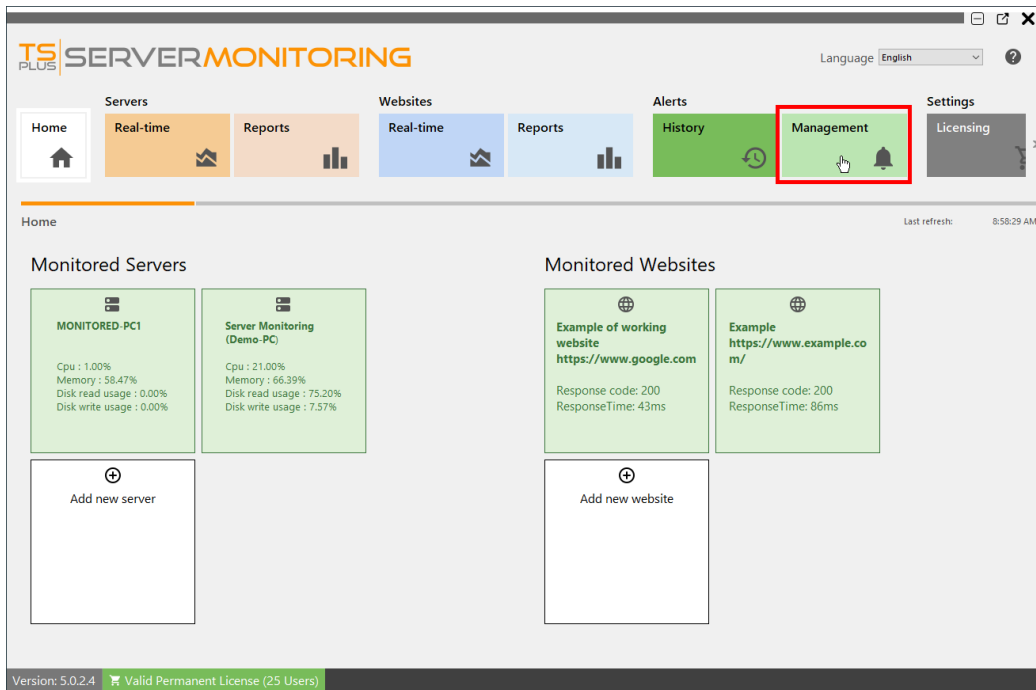 TS PLUS SERVERMONITORING
Language English
Servers Websites Alerts Settings
Home Real-time Reports Real-time Reports History Management Licensing
Home Last refresh: 8:58:29 AM
Monitored Servers
MONITORED-PC1
Cpu : 1.00%
Memory : 58.47%
Disk read usage : 0.00%
Disk write usage : 0.00%
Server Monitoring
(Demo-PC)
Cpu : 21.00%
Memory : 66.39%
Disk read usage : 75.20%
Disk write usage : 7.57%
Add new server
Monitored Websites
Example of working
website
https://www.google.com
Response code: 200
ResponseTime: 43ms
Example
https://www.example.co
m/
Response code: 200
ResponseTime: 86ms
Add new website
Version: 5.0.2.4 Valid Permanent License (25 Users)